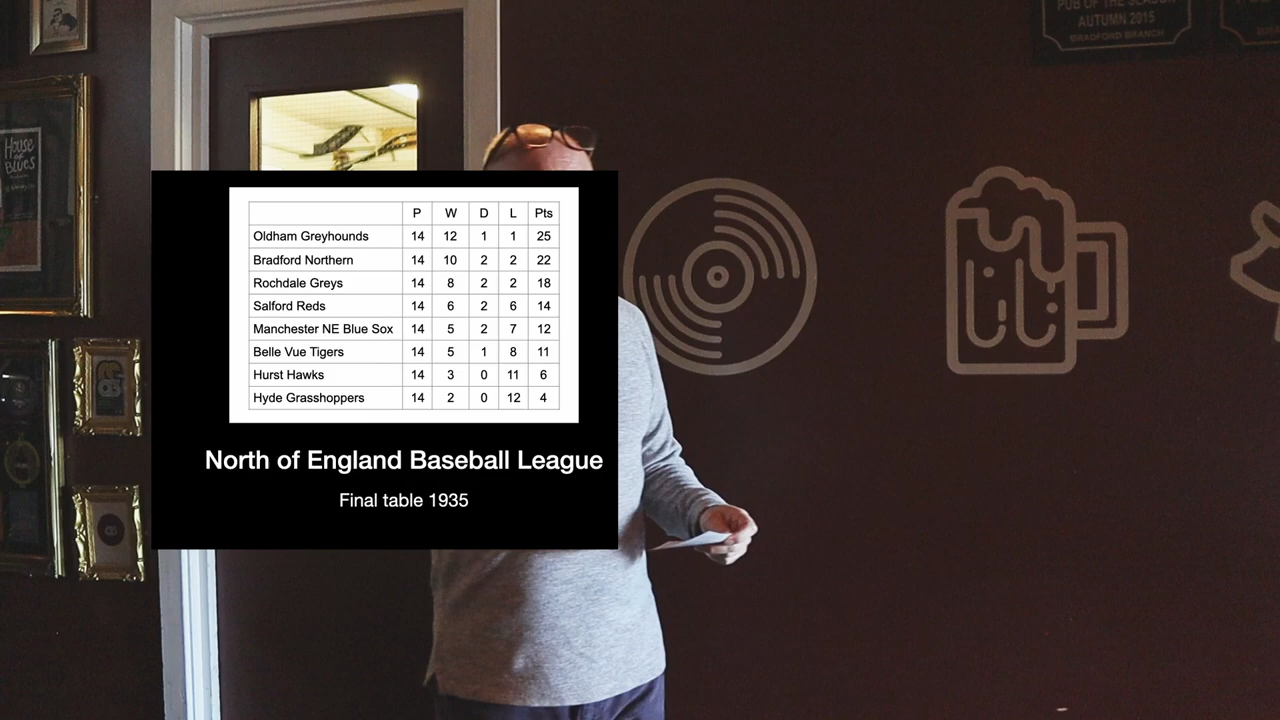 PUB OF THE SEASON
AUTUMN 2015
BRADFORD BRANCH
House
of
BLUES
P W D L Pts
Oldham Greyhounds 14 12 1 1 25
Bradford Northern 14 10 2 2 22
Rochdale Greys 14 8 2 2 18
Salford Reds 14 6 2 6 14
Manchester NE Blue Sox 14 5 2 7 12
Belle Vue Tigers 14 5 1 8 11
Hurst Hawks 14 3 0 11 6
Hyde Grasshoppers 14 2 0 12 4
North of England Baseball League
Final table 1935